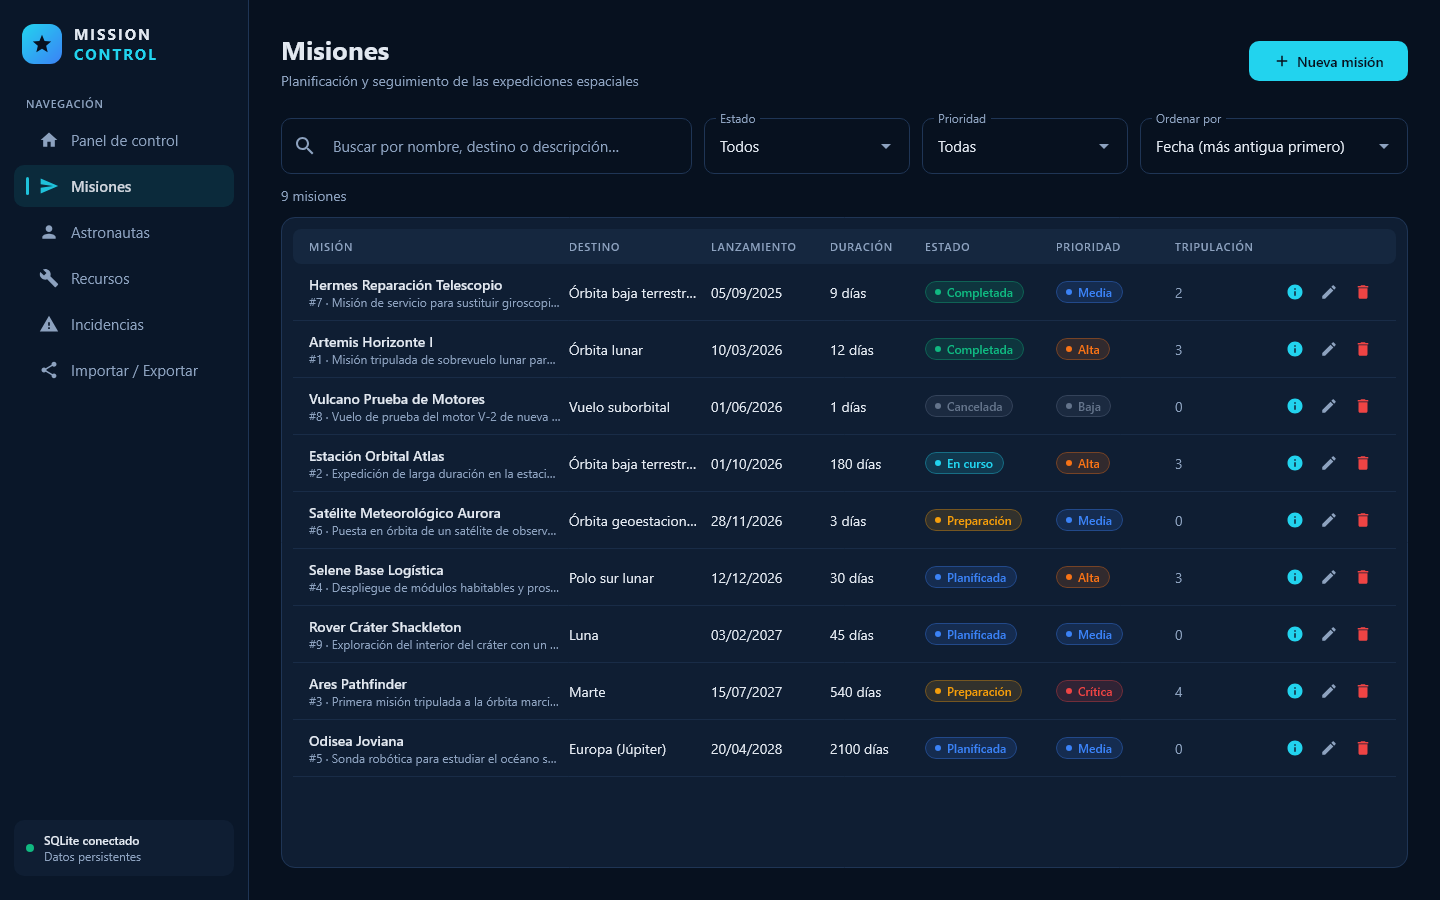 MISSION
CONTROL
NAVEGACIÓN
Panel de control
Misiones
Astronautas
Recursos
Incidencias
Importar / Exportar
SQLite conectado
Datos persistentes
Misiones
Planificación y seguimiento de las expediciones espaciales
+ Nueva misión
Buscar por nombre, destino o descripción...
Estado
Todos
Prioridad
Todas
Ordenar por
Fecha (más antigua primero)
9 misiones
MISIÓN DESTINO LANZAMIENTO DURACIÓN ESTADO PRIORIDAD TRIPULACIÓN
Hermes Reparación Telescopio
#7 · Misión de servicio para sustituir giroscopi...
Órbita baja terrestr... 05/09/2025 9 días Completada Media 2
Artemis Horizonte I
#1 · Misión tripulada de sobrevuelo lunar par...
Órbita lunar 10/03/2026 12 días Completada Alta 3
Vulcano Prueba de Motores
#8 · Vuelo de prueba del motor V-2 de nueva ...
Vuelo suborbital 01/06/2026 1 días Cancelada Baja 0
Estación Orbital Atlas
#2 · Expedición de larga duración en la estaci...
Órbita baja terrestr... 01/10/2026 180 días En curso Alta 3
Satélite Meteorológico Aurora
#6 · Puesta en órbita de un satélite de observ...
Órbita geoestacion... 28/11/2026 3 días Preparación Media 0
Selene Base Logística
#4 · Despliegue de módulos habitables y pros...
Polo sur lunar 12/12/2026 30 días Planificada Alta 3
Rover Cráter Shackleton
#9 · Exploración del interior del cráter con un ...
Luna 03/02/2027 45 días Planificada Media 0
Ares Pathfinder
#3 · Primera misión tripulada a la órbita marci...
Marte 15/07/2027 540 días Preparación Crítica 4
Odisea Joviana
#5 · Sonda robótica para estudiar el océano s...
Europa (Júpiter) 20/04/2028 2100 días Planificada Media 0